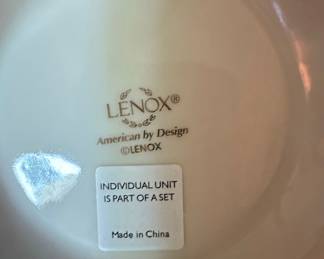 LENOX®
American by Design
©LENOX
INDIVIDUAL UNIT
IS PART OF A SET
Made in China